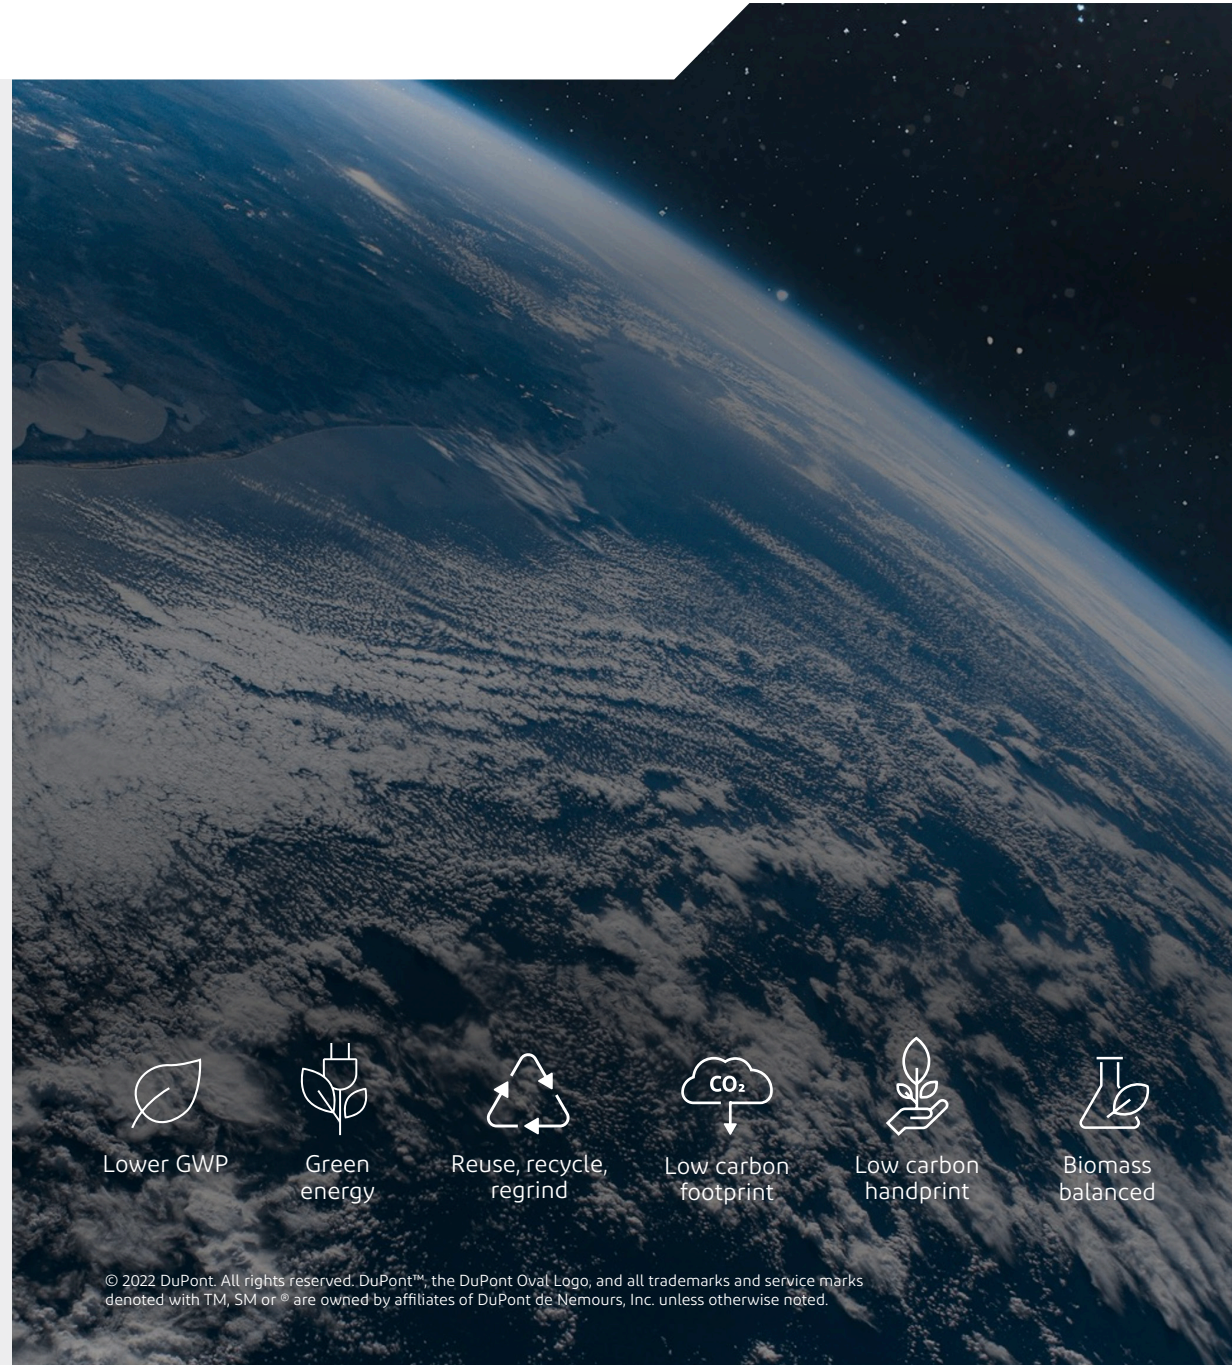 CO₂
Lower GWP
Green
energy
Reuse, recycle,
regrind
Low carbon
footprint
Low carbon
handprint
Biomass
balanced
© 2022 DuPont. All rights reserved. DuPont™, the DuPont Oval Logo, and all trademarks and service marks
denoted with TM, SM or ® are owned by affiliates of DuPont de Nemours, Inc. unless otherwise noted.